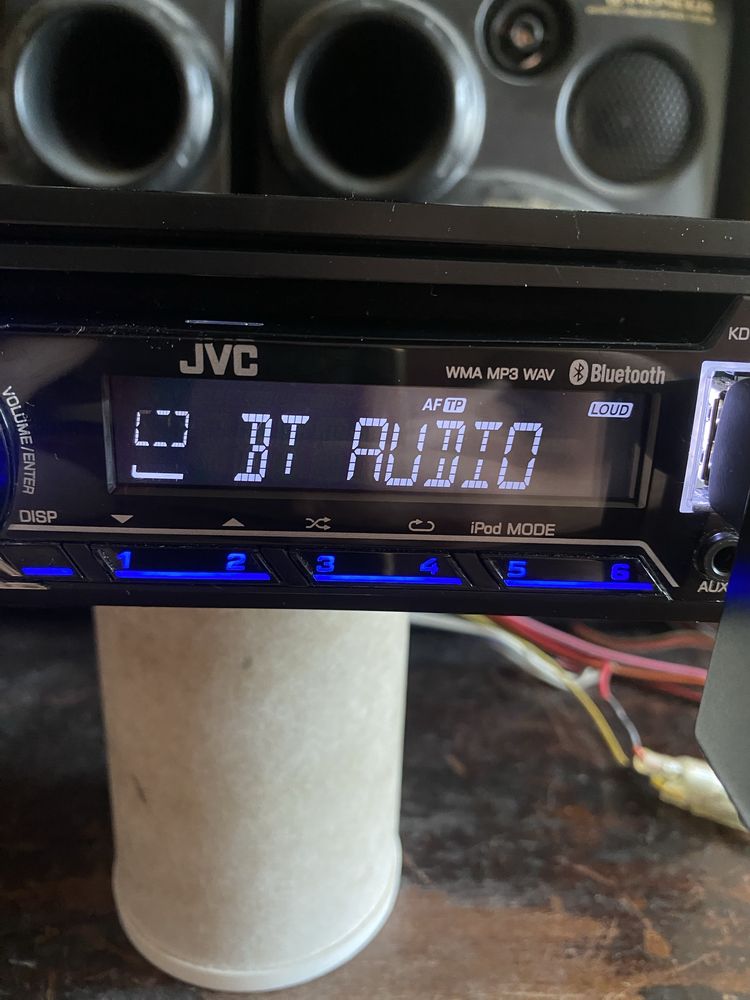 PIONEER
JVC
KD
WMA MP3 WAV Bluetooth
VOLUME/ENTER
AF TP
LOUD
BT AUDIO
DISP
iPod MODE
1 2 3 4 5 6
AUX